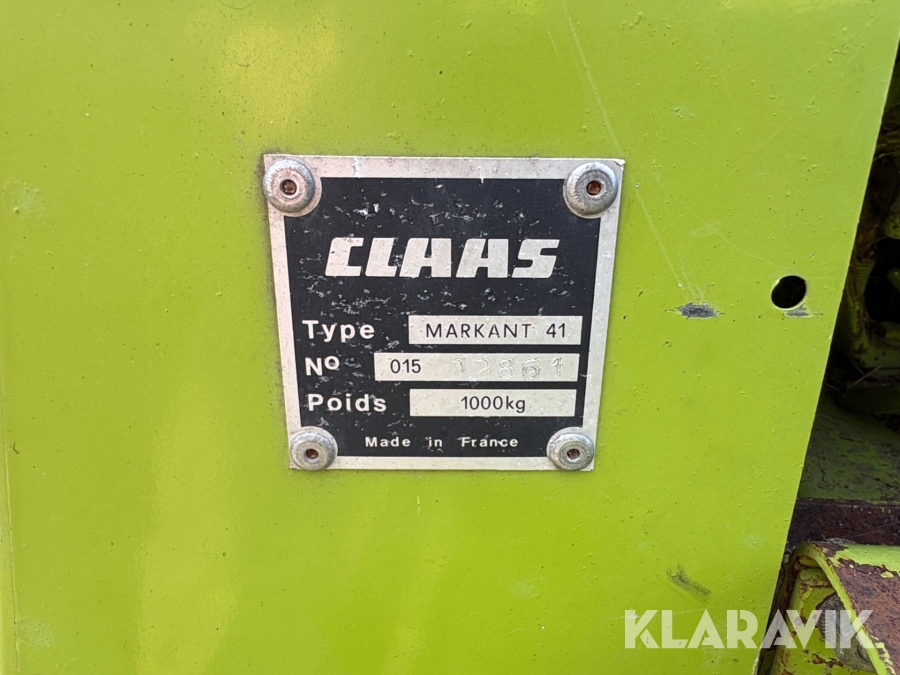 CLAAS
Type MARKANT 41
Nº 015 02861
Poids 1000kg
Made in France
KLARAVIK